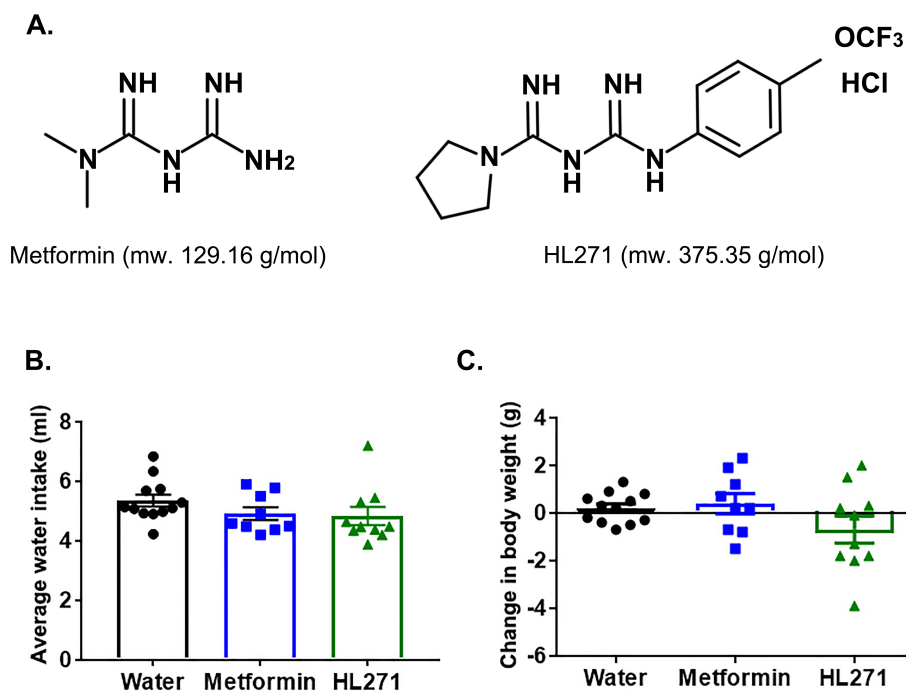 A.
NH NH
N N NH2
H
Metformin (mw. 129.16 g/mol)
OCF3
HCl
NH NH
N N N
H H
HL271 (mw. 375.35 g/mol)
B.
Average water intake (ml)
8
6
4
2
0
Water Metformin HL271
C.
Change in body weight (g)
4
2
0
-2
-4
-6
Water Metformin HL271